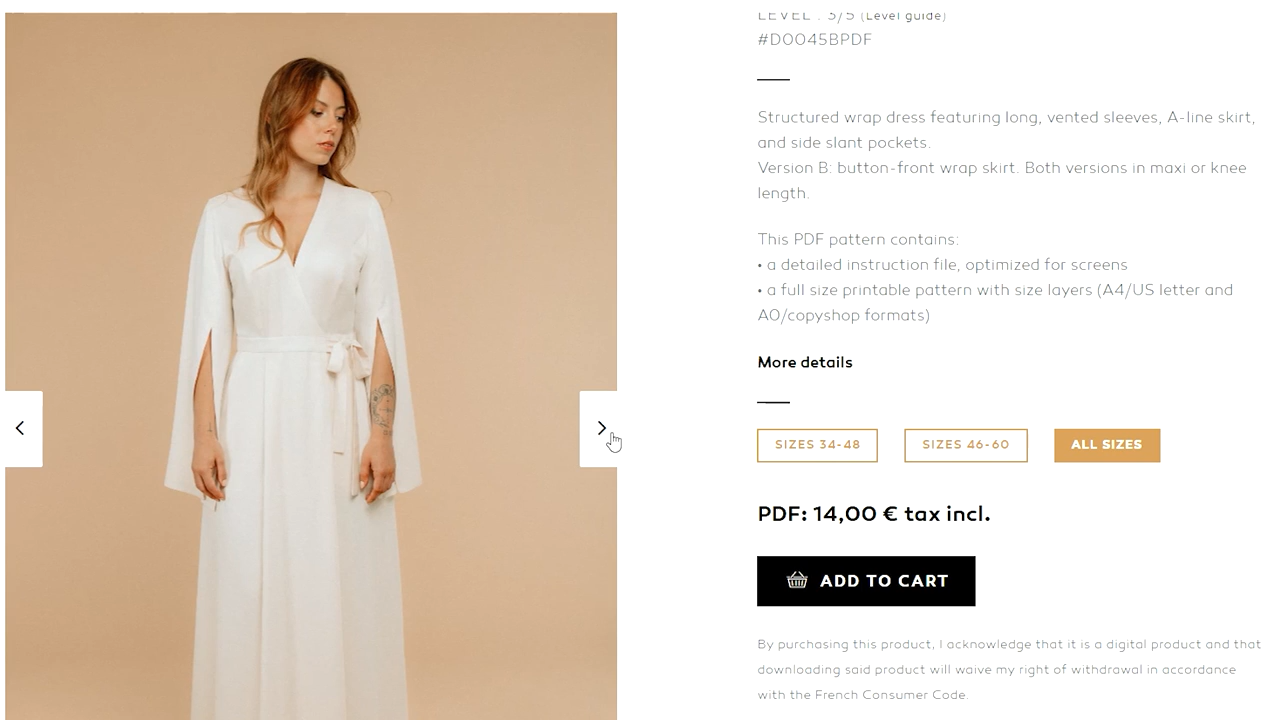 LEVEL : 3/5 (Level guide)
#D0045BPDF
Structured wrap dress featuring long, vented sleeves, A-line skirt,
and side slant pockets.
Version B: button-front wrap skirt. Both versions in maxi or knee
length.
This PDF pattern contains:
• a detailed instruction file, optimized for screens
• a full size printable pattern with size layers (A4/US letter and
A0/copyshop formats)
More details
SIZES 34-48
SIZES 46-60
ALL SIZES
PDF: 14,00 € tax incl.
ADD TO CART
By purchasing this product, I acknowledge that it is a digital product and that
downloading said product will waive my right of withdrawal in accordance
with the French Consumer Code.